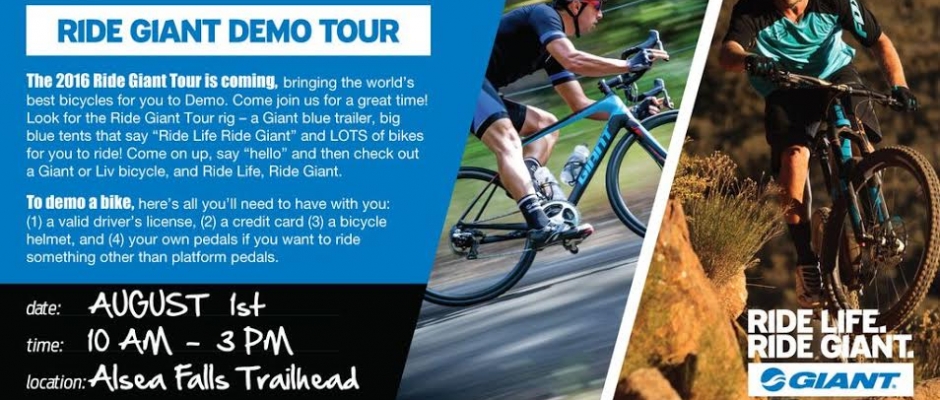 RIDE GIANT DEMO TOUR
The 2016 Ride Giant Tour is coming, bringing the world's
best bicycles for you to Demo. Come join us for a great time!
Look for the Ride Giant Tour rig – a Giant blue trailer, big
blue tents that say “Ride Life Ride Giant” and LOTS of bikes
for you to ride! Come on up, say “hello” and then check out
a Giant or Liv bicycle, and Ride Life, Ride Giant.
To demo a bike, here's all you'll need to have with you:
(1) a valid driver's license, (2) a credit card (3) a bicycle
helmet, and (4) your own pedals if you want to ride
something other than platform pedals.
date: AUGUST 1st
time: 10 AM - 3 PM
location: Alsea Falls Trailhead
GIANT
RIDE LIFE.
RIDE GIANT.
GIANT